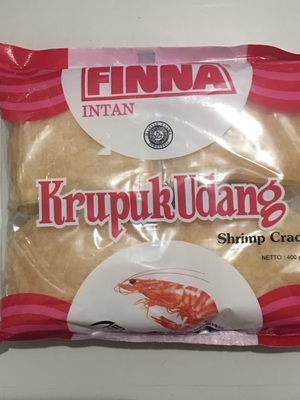 FINNA
INTAN
Krupuk Udang
Shrimp Crac
NETTO : 400 g